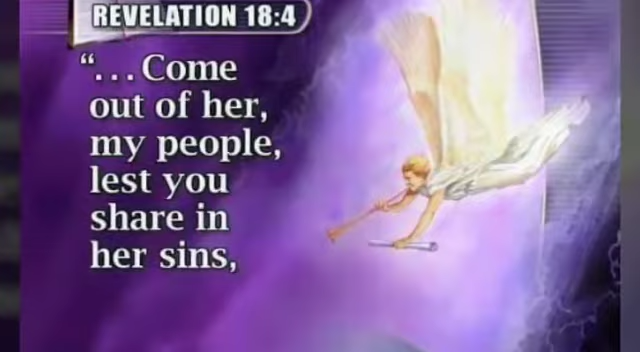 REVELATION 18:4
“... Come
out of her,
my people,
lest you
share in
her sins,